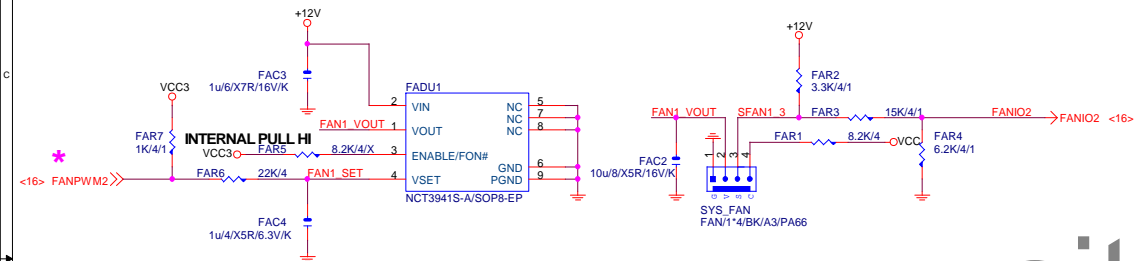 +12V
+12V
C
FAC3
1u/6/X7R/16V/K
VCC3
FADU1
FAR2
3.3K/4/1
2 VIN
NC 5
NC 7
NC 8
FAN1_VOUT 1 VOUT
FAN1_VOUT
SFAN1_3
FAR3
15K/4/1
FANIO2
FANIO2 <16>
FAR7
1K/4/1
INTERNAL PULL HI
VCC3
FAR5
8.2K/4/X
3 ENABLE/FON#
FAR1
8.2K/4
VCC
FAR4
6.2K/4/1
*
<16> FANPWM2
FAR6
22K/4
FAN1_SET
4 VSET
GND 6
PGND 9
FAC2
10u/8/X5R/16V/K
1 2 3 4
G V S C
NCT3941S-A/SOP8-EP
FAC4
1u/4/X5R/6.3V/K
SYS_FAN
FAN/1*4/BK/A3/PA66